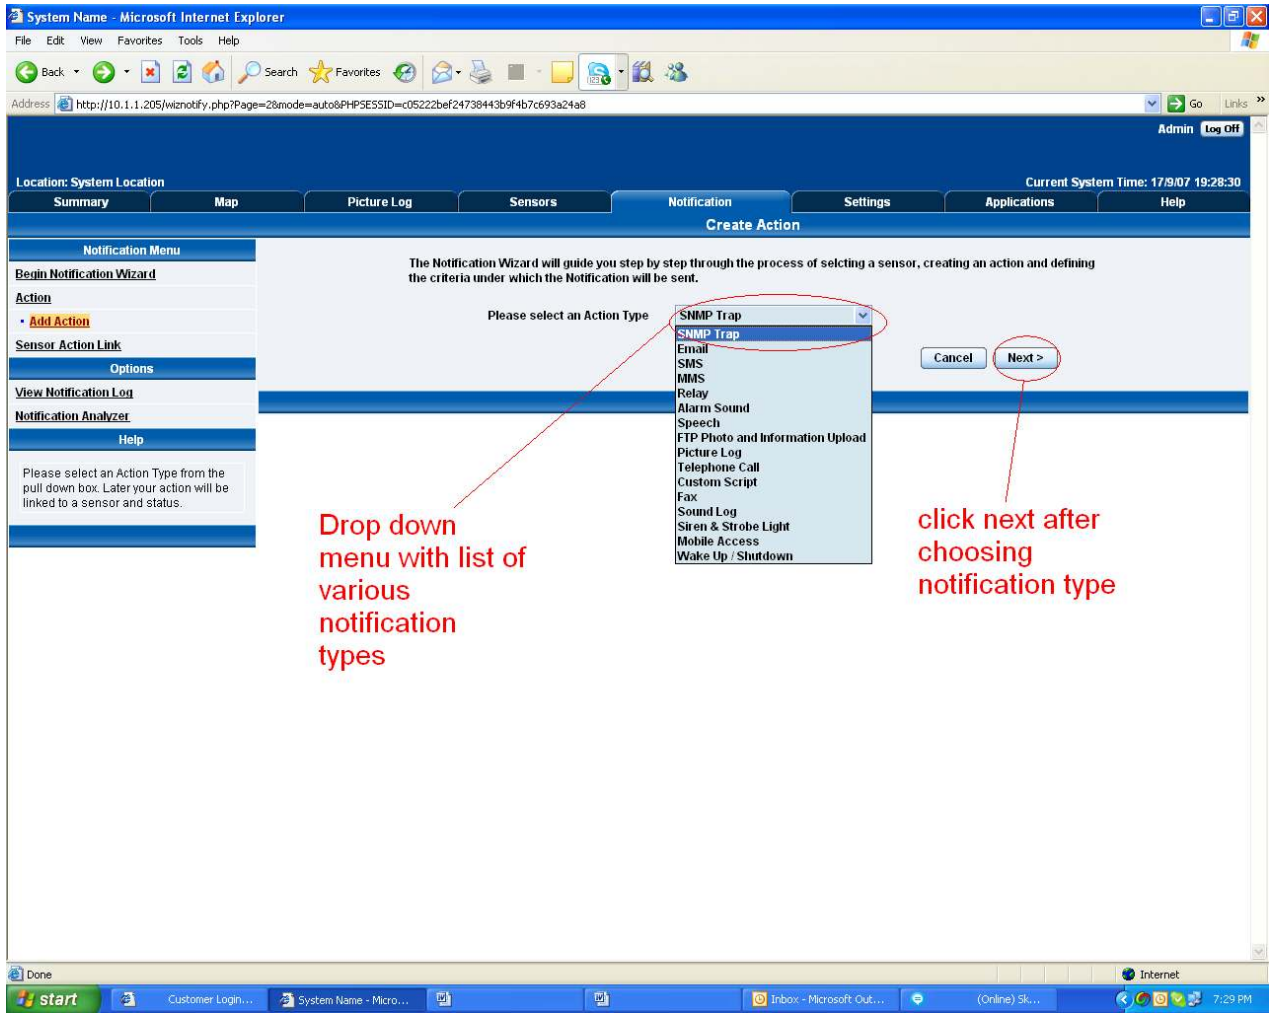 System Name - Microsoft Internet Explorer
File Edit View Favorites Tools Help
Back Search Favorites
Address http://10.1.1.205/wiznotify.php?Page=2&mode=auto&PHPSESSID=c05222bef24738443b9f4b7c693a24a8 Go Links »
Admin Log Off
Location: System Location Current System Time: 17/9/07 19:28:30
Summary Map Picture Log Sensors Notification Settings Applications Help
Create Action
Notification Menu
Begin Notification Wizard
Action
Add Action
Sensor Action Link
Options
View Notification Log
Notification Analyzer
Help
Please select an Action Type from the
pull down box. Later your action will be
linked to a sensor and status.
The Notification Wizard will guide you step by step through the process of selcting a sensor, creating an action and defining
the criteria under which the Notification will be sent.
Please select an Action Type SNMP Trap
SNMP Trap
Email
SMS
MMS
Relay
Alarm Sound
Speech
FTP Photo and Information Upload
Picture Log
Telephone Call
Custom Script
Fax
Sound Log
Siren & Strobe Light
Mobile Access
Wake Up / Shutdown
Cancel Next >
Drop down
menu with list of
various
notification
types
click next after
choosing
notification type
Done Internet
start Customer Login... System Name - Micro... Inbox - Microsoft Out... (Online) Sk... 7:29 PM